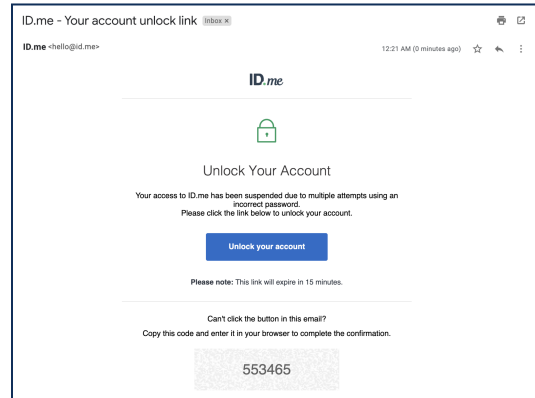 ID.me - Your account unlock link Inbox x
ID.me <hello@id.me> 12:21 AM (0 minutes ago)
ID.me
Unlock Your Account
Your access to ID.me has been suspended due to multiple attempts using an
incorrect password.
Please click the link below to unlock your account.
Unlock your account
Please note: This link will expire in 15 minutes.
Can't click the button in this email?
Copy this code and enter it in your browser to complete the confirmation.
553465